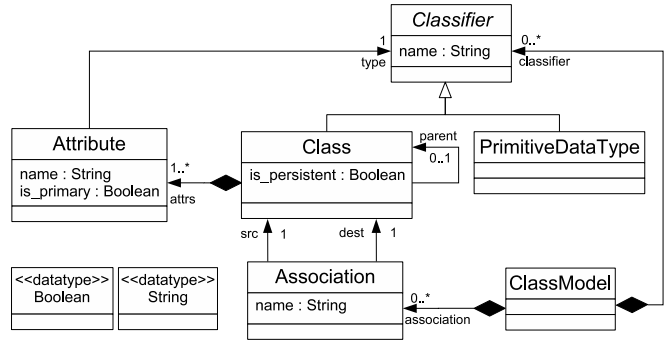 Classifier
name : String
1
type
0..*
classifier
Attribute
name : String
is_primary : Boolean
1..*
attrs
Class
is_persistent : Boolean
parent
0..1
PrimitiveDataType
src
1
dest
1
<<datatype>>
Boolean
<<datatype>>
String
Association
name : String
0..*
association
ClassModel